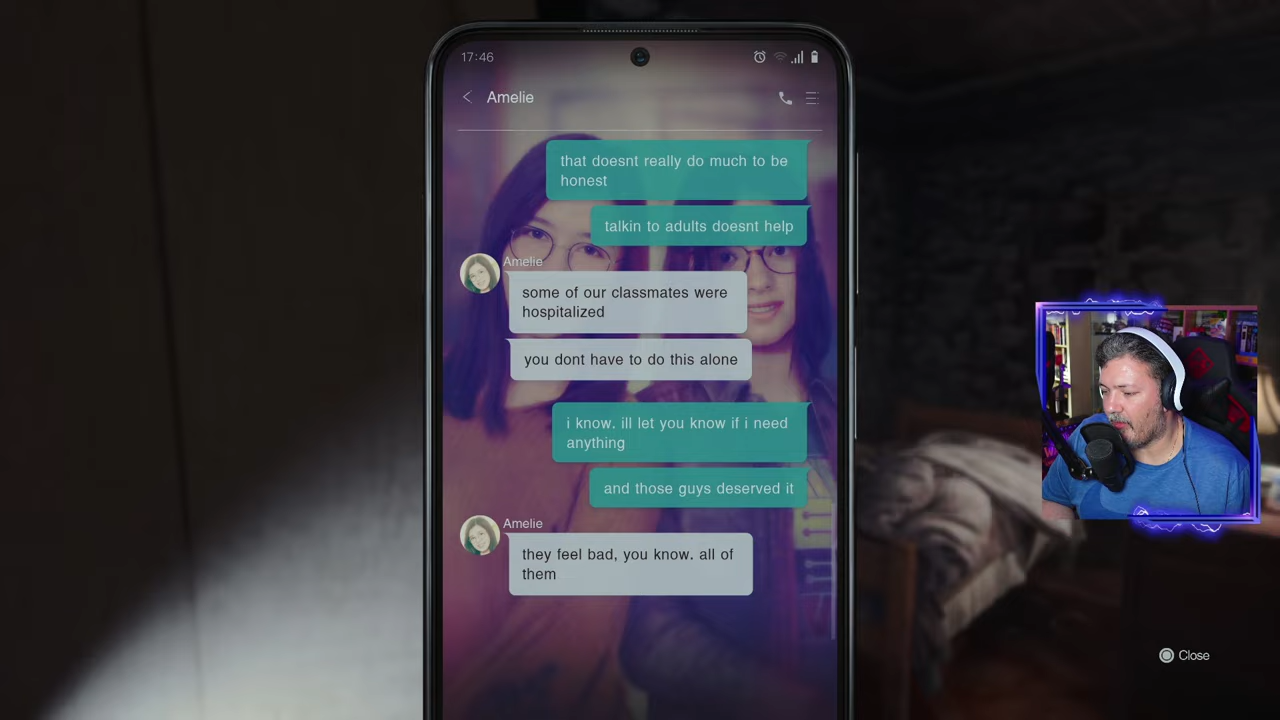 17:46
Amelie
that doesnt really do much to be
honest
talkin to adults doesnt help
Amelie
some of our classmates were
hospitalized
you dont have to do this alone
i know. ill let you know if i need
anything
and those guys deserved it
Amelie
they feel bad, you know. all of
them
Close